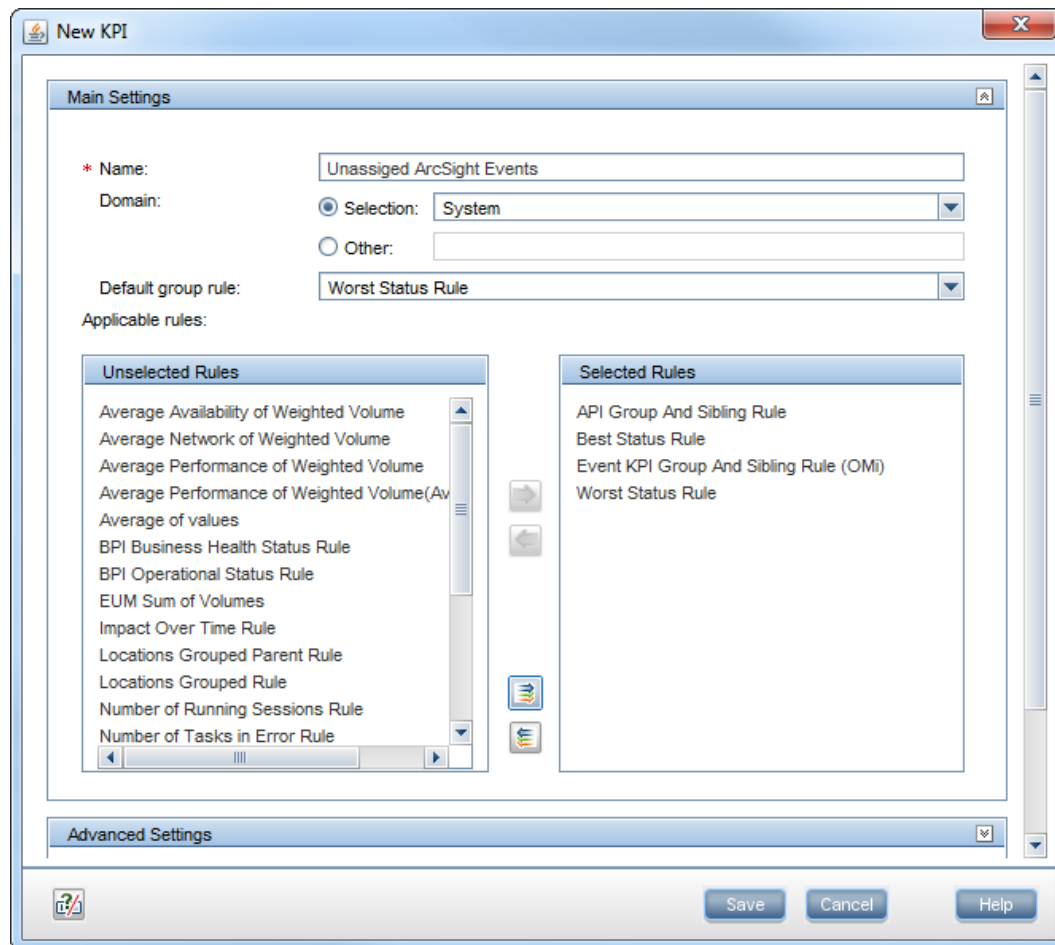 New KPI
Main Settings
* Name: Unassiged ArcSight Events
Domain: Selection: System
Other:
Default group rule: Worst Status Rule
Applicable rules:
Unselected Rules
Average Availability of Weighted Volume
Average Network of Weighted Volume
Average Performance of Weighted Volume
Average Performance of Weighted Volume(Av
Average of values
BPI Business Health Status Rule
BPI Operational Status Rule
EUM Sum of Volumes
Impact Over Time Rule
Locations Grouped Parent Rule
Locations Grouped Rule
Number of Running Sessions Rule
Number of Tasks in Error Rule
Selected Rules
API Group And Sibling Rule
Best Status Rule
Event KPI Group And Sibling Rule (OMi)
Worst Status Rule
Advanced Settings
Save Cancel Help